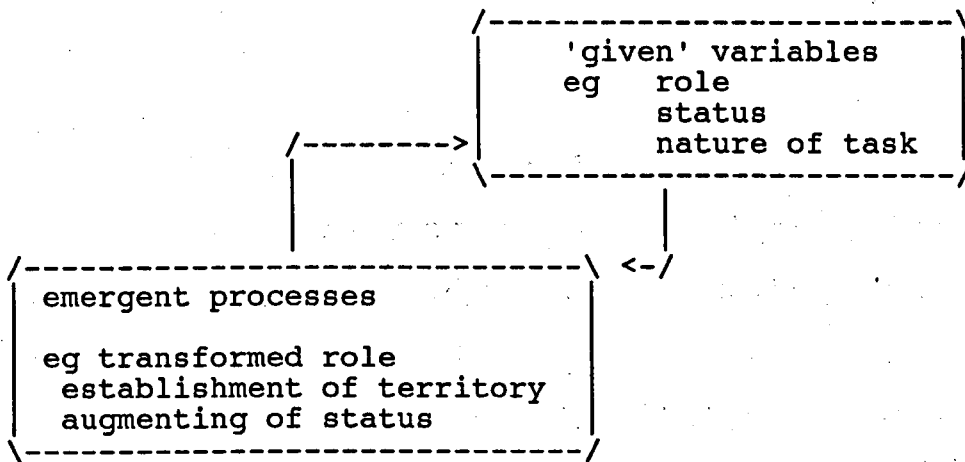 'given' variables
eg role
status
nature of task
emergent processes
eg transformed role
establishment of territory
augmenting of status